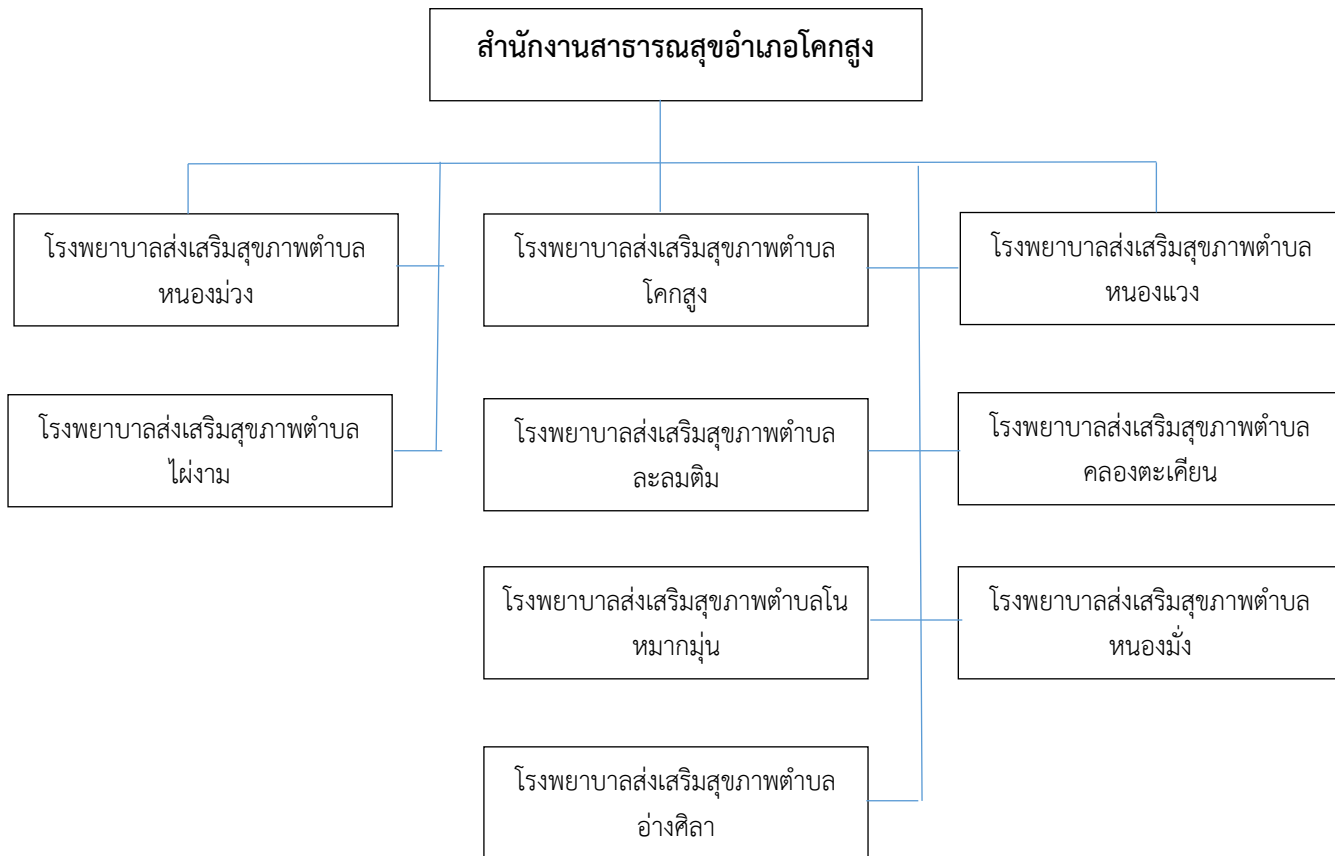 สำนักงานสาธารณสุขอำเภอโคกสูง
โรงพยาบาลส่งเสริมสุขภาพตำบล
หนองม่วง
โรงพยาบาลส่งเสริมสุขภาพตำบล
โคกสูง
โรงพยาบาลส่งเสริมสุขภาพตำบล
หนองแวง
โรงพยาบาลส่งเสริมสุขภาพตำบล
ไผ่งาม
โรงพยาบาลส่งเสริมสุขภาพตำบล
ละลมติม
โรงพยาบาลส่งเสริมสุขภาพตำบล
คลองตะเคียน
โรงพยาบาลส่งเสริมสุขภาพตำบลโน
หมากมุ่น
โรงพยาบาลส่งเสริมสุขภาพตำบล
หนองมั่ง
โรงพยาบาลส่งเสริมสุขภาพตำบล
อ่างศิลา